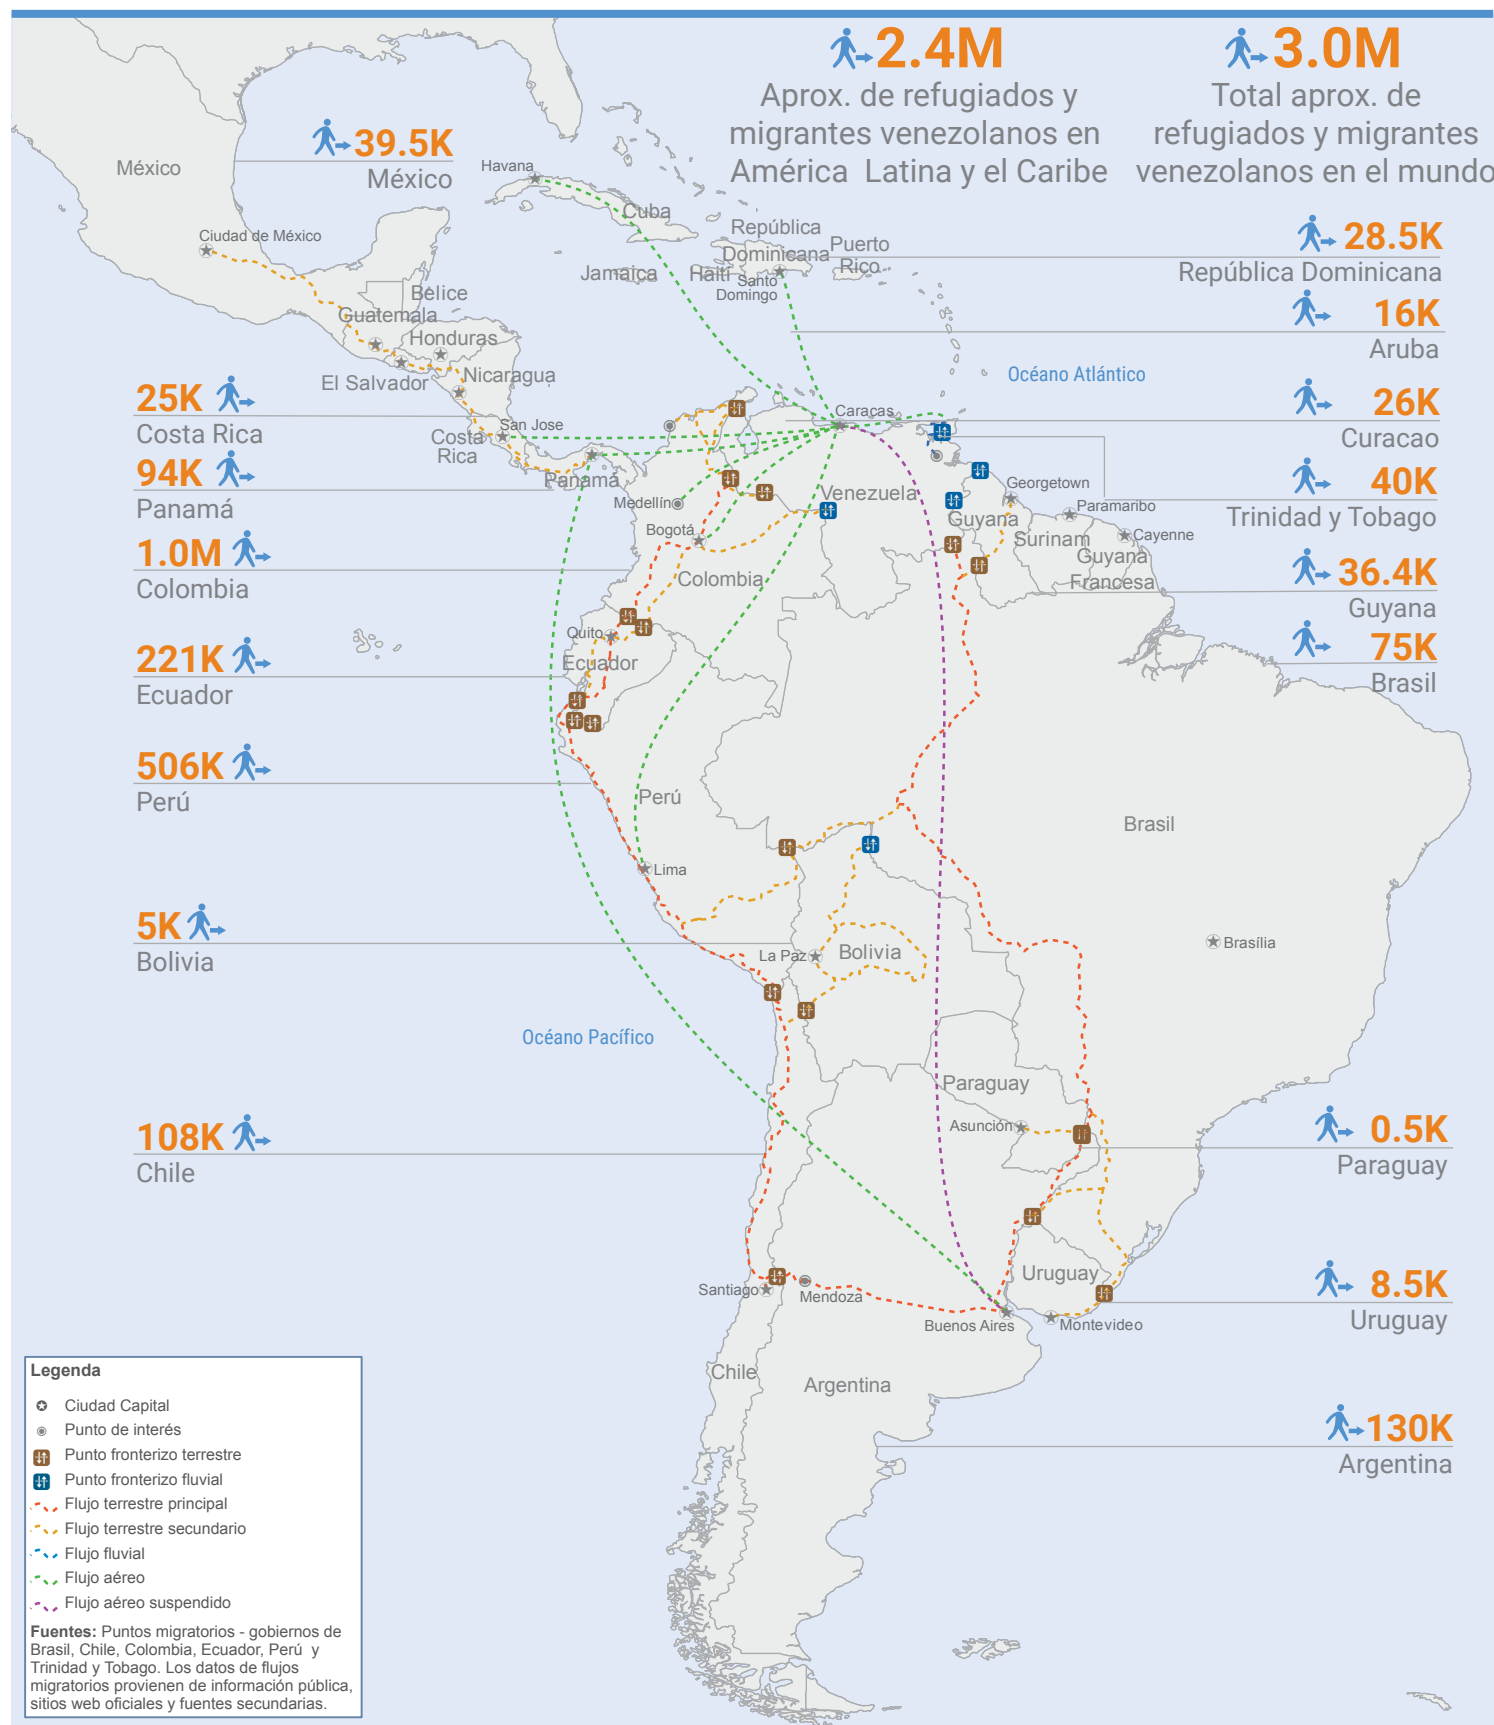 2.4M
Aprox. de refugiados y
migrantes venezolanos en
América Latina y el Caribe
3.0M
Total aprox. de
refugiados y migrantes
venezolanos en el mundo
39.5K
México
México
Ciudad de México
Havana
Cuba
República
Dominicana
Puerto
Rico
Jamaica
Haití
Santo
Domingo
28.5K
República Dominicana
16K
Aruba
Belice
Guatemala
Honduras
El Salvador
Nicaragua
Océano Atlántico
25K
Costa Rica
San Jose
Costa
Rica
Caracas
26K
Curacao
94K
Panamá
Panamá
Medellín
Venezuela
Georgetown
Paramaribo
40K
Trinidad y Tobago
Bogotá
Guyana
Surinam
Cayenne
Guyana
Francesa
1.0M
Colombia
Colombia
36.4K
Guyana
Quito
Ecuador
221K
Ecuador
75K
Brasil
506K
Perú
Perú
Brasil
Lima
5K
Bolivia
La Paz
Bolivia
Brasília
Océano Pacífico
Paraguay
Asunción
108K
Chile
0.5K
Paraguay
Uruguay
8.5K
Uruguay
Santiago
Mendoza
Buenos Aires
Montevideo
Chile
Argentina
130K
Argentina
Legenda
Ciudad Capital
Punto de interés
Punto fronterizo terrestre
Punto fronterizo fluvial
Flujo terrestre principal
Flujo terrestre secundario
Flujo fluvial
Flujo aéreo
Flujo aéreo suspendido
Fuentes: Puntos migratorios - gobiernos de
Brasil, Chile, Colombia, Ecuador, Perú y
Trinidad y Tobago. Los datos de flujos
migratorios provienen de información pública,
sitios web oficiales y fuentes secundarias.